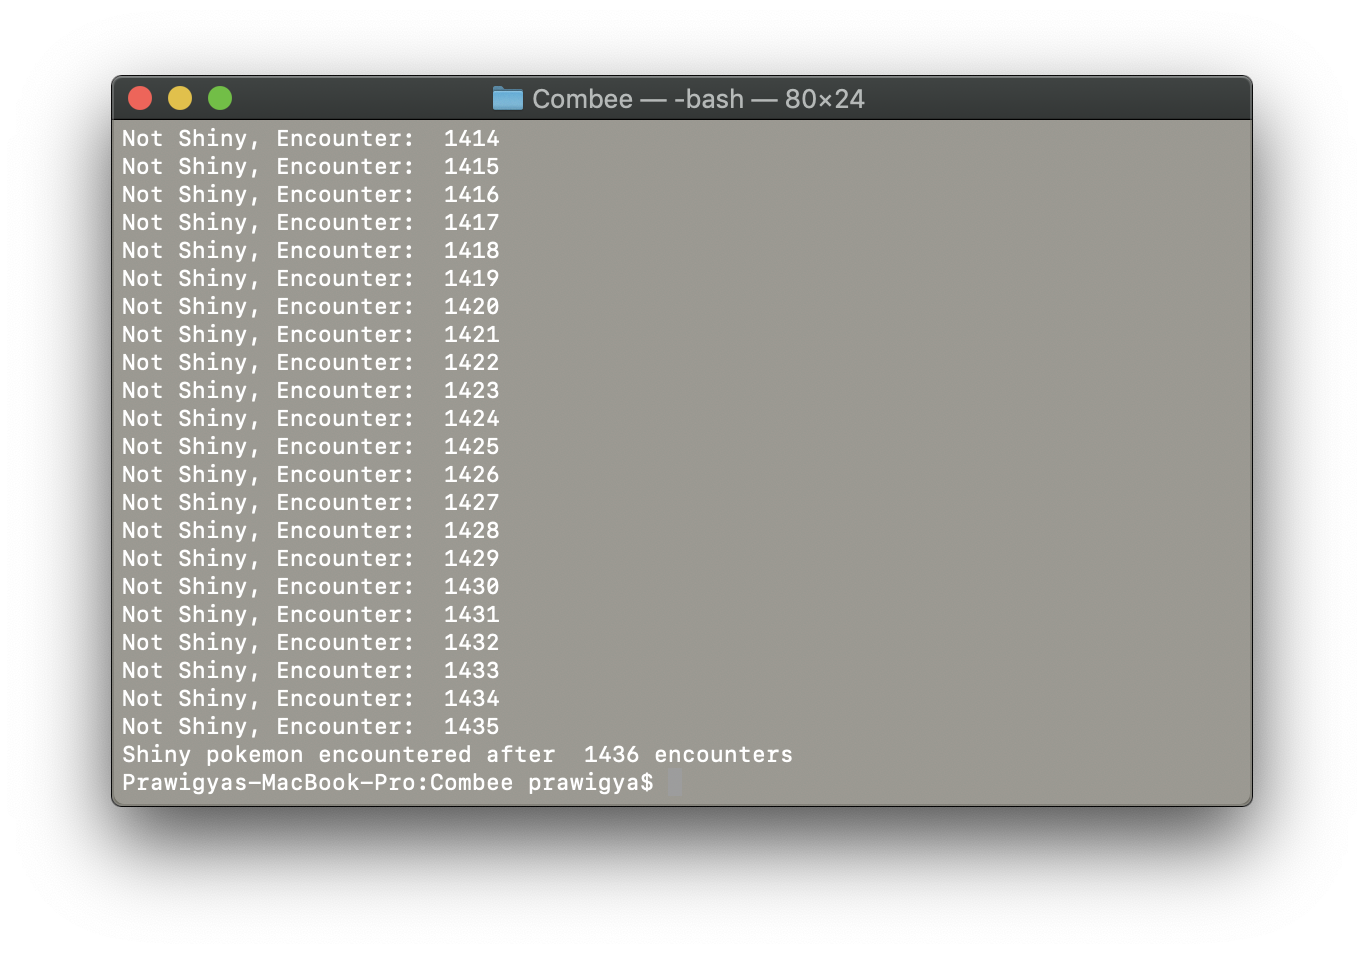 Combee — -bash — 80×24
Not Shiny, Encounter:  1414
Not Shiny, Encounter:  1415
Not Shiny, Encounter:  1416
Not Shiny, Encounter:  1417
Not Shiny, Encounter:  1418
Not Shiny, Encounter:  1419
Not Shiny, Encounter:  1420
Not Shiny, Encounter:  1421
Not Shiny, Encounter:  1422
Not Shiny, Encounter:  1423
Not Shiny, Encounter:  1424
Not Shiny, Encounter:  1425
Not Shiny, Encounter:  1426
Not Shiny, Encounter:  1427
Not Shiny, Encounter:  1428
Not Shiny, Encounter:  1429
Not Shiny, Encounter:  1430
Not Shiny, Encounter:  1431
Not Shiny, Encounter:  1432
Not Shiny, Encounter:  1433
Not Shiny, Encounter:  1434
Not Shiny, Encounter:  1435
Shiny pokemon encountered after  1436 encounters
Prawigyas-MacBook-Pro:Combee prawigya$